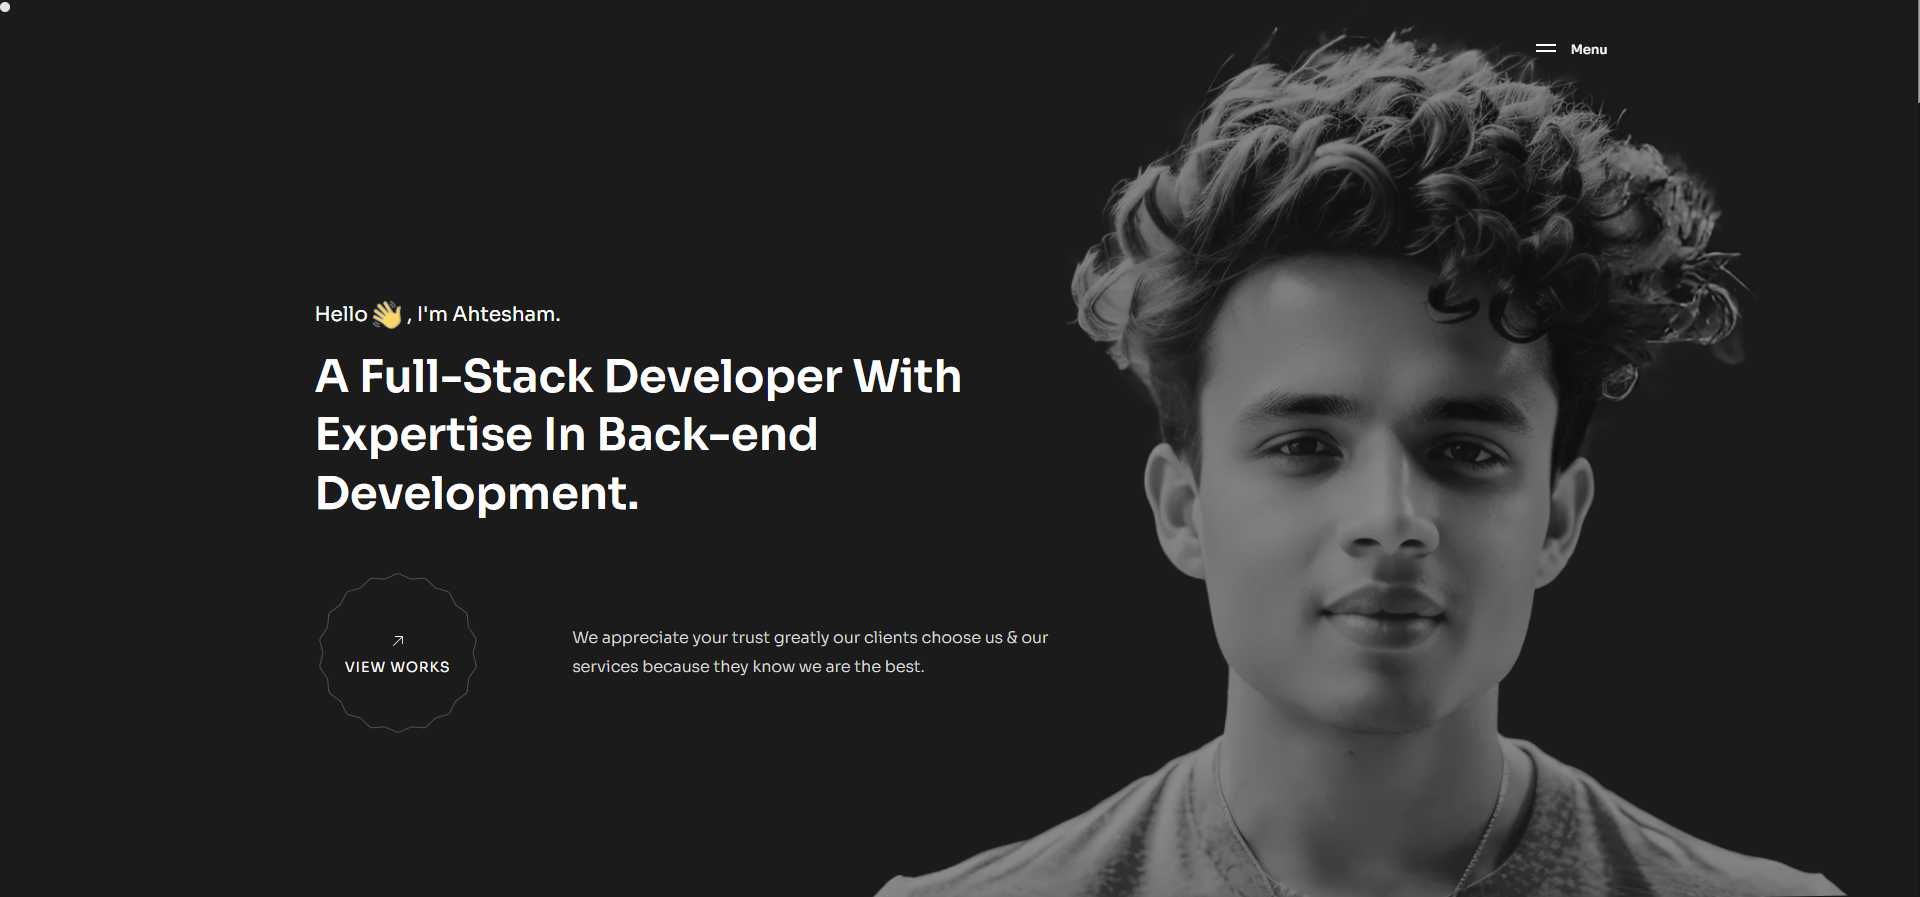 Menu
Hello 👋 , I'm Ahtesham.
A Full-Stack Developer With
Expertise In Back-end
Development.
VIEW WORKS
We appreciate your trust greatly our clients choose us & our
services because they know we are the best.